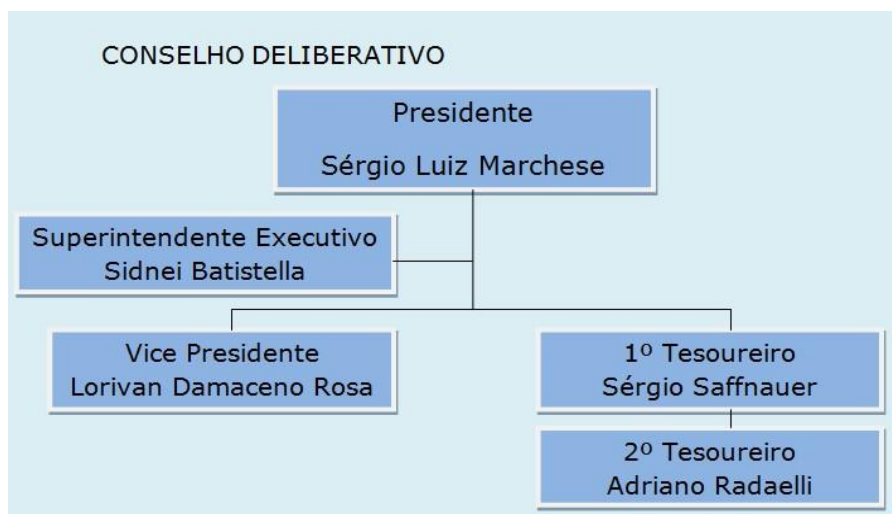 CONSELHO DELIBERATIVO
Presidente
Sérgio Luiz Marchese
Superintendente Executivo
Sidnei Batistella
Vice Presidente
Lorivan Damaceno Rosa
1º Tesoureiro
Sérgio Saffnauer
2º Tesoureiro
Adriano Radaelli